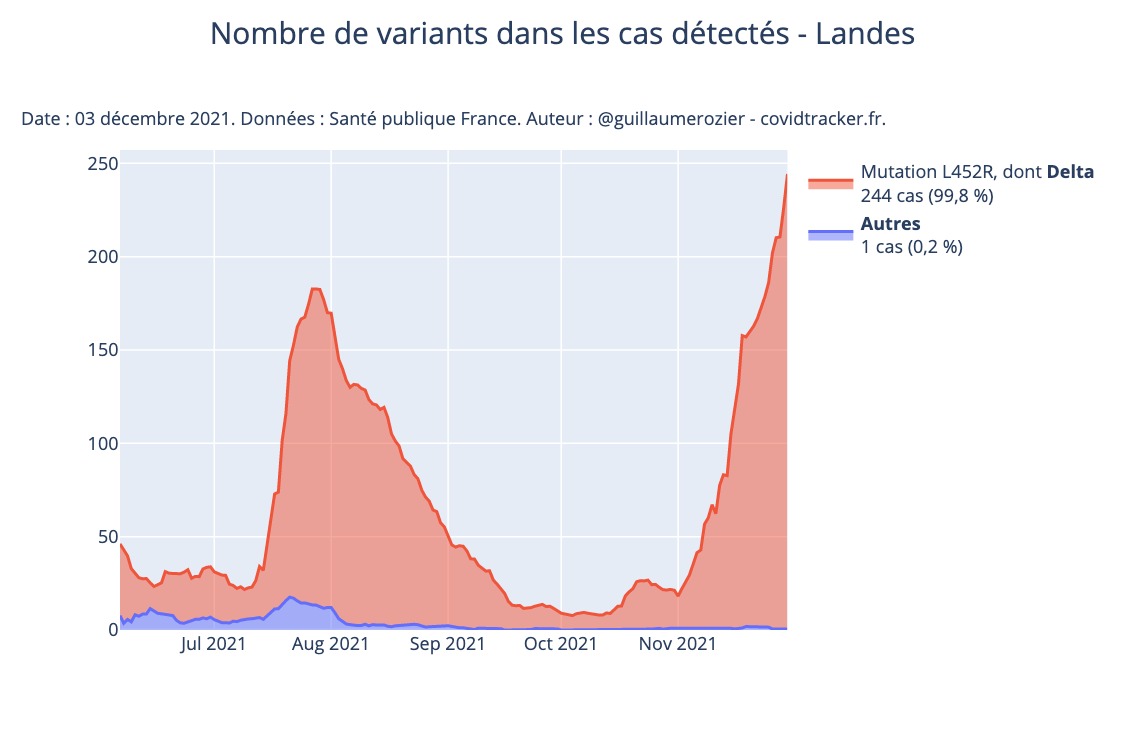 Nombre de variants dans les cas détectés - Landes
Date : 03 décembre 2021. Données : Santé publique France. Auteur : @guillaumerozier - covidtracker.fr.
250
200
150
100
50
0
Jul 2021 Aug 2021 Sep 2021 Oct 2021 Nov 2021
Mutation L452R, dont Delta
244 cas (99,8 %)
Autres
1 cas (0,2 %)